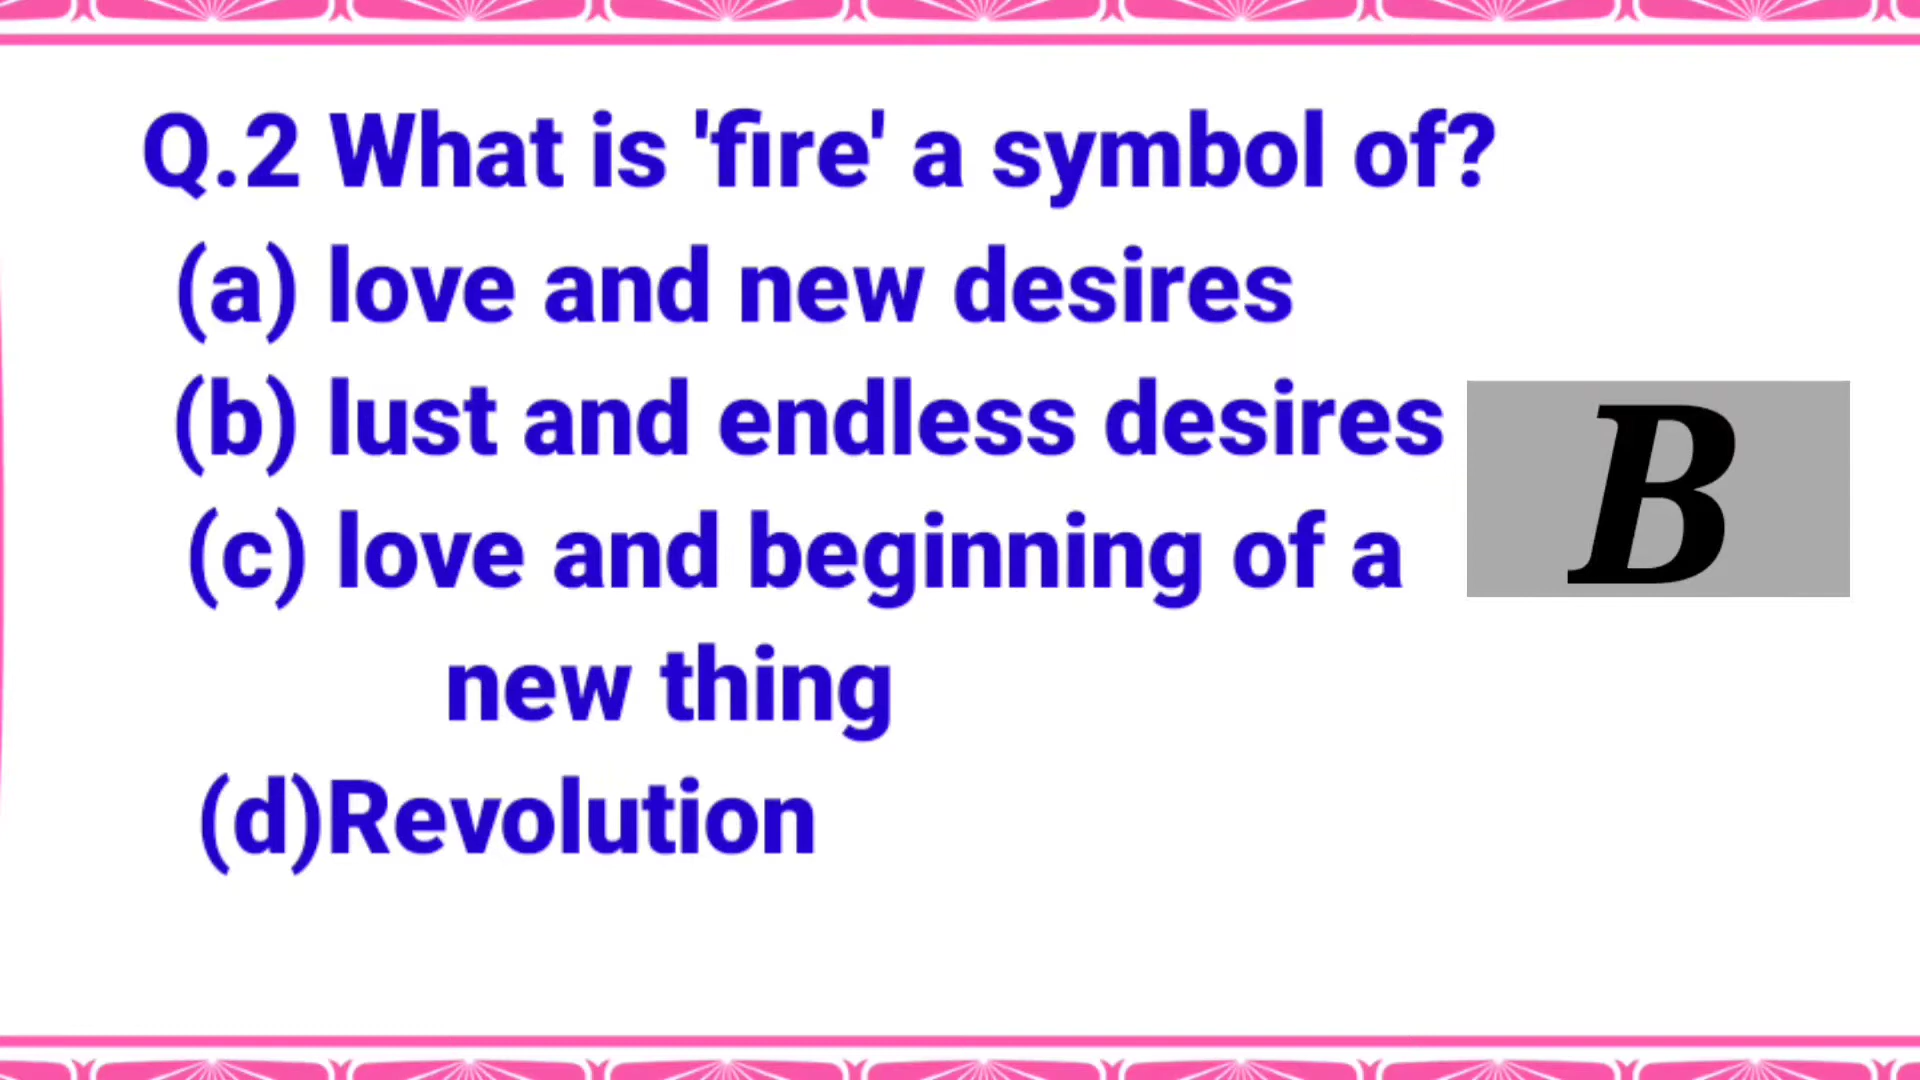 Q.2 What is 'fire' a symbol of?
(a) love and new desires
(b) lust and endless desires
B
(c) love and beginning of a
new thing
(d)Revolution